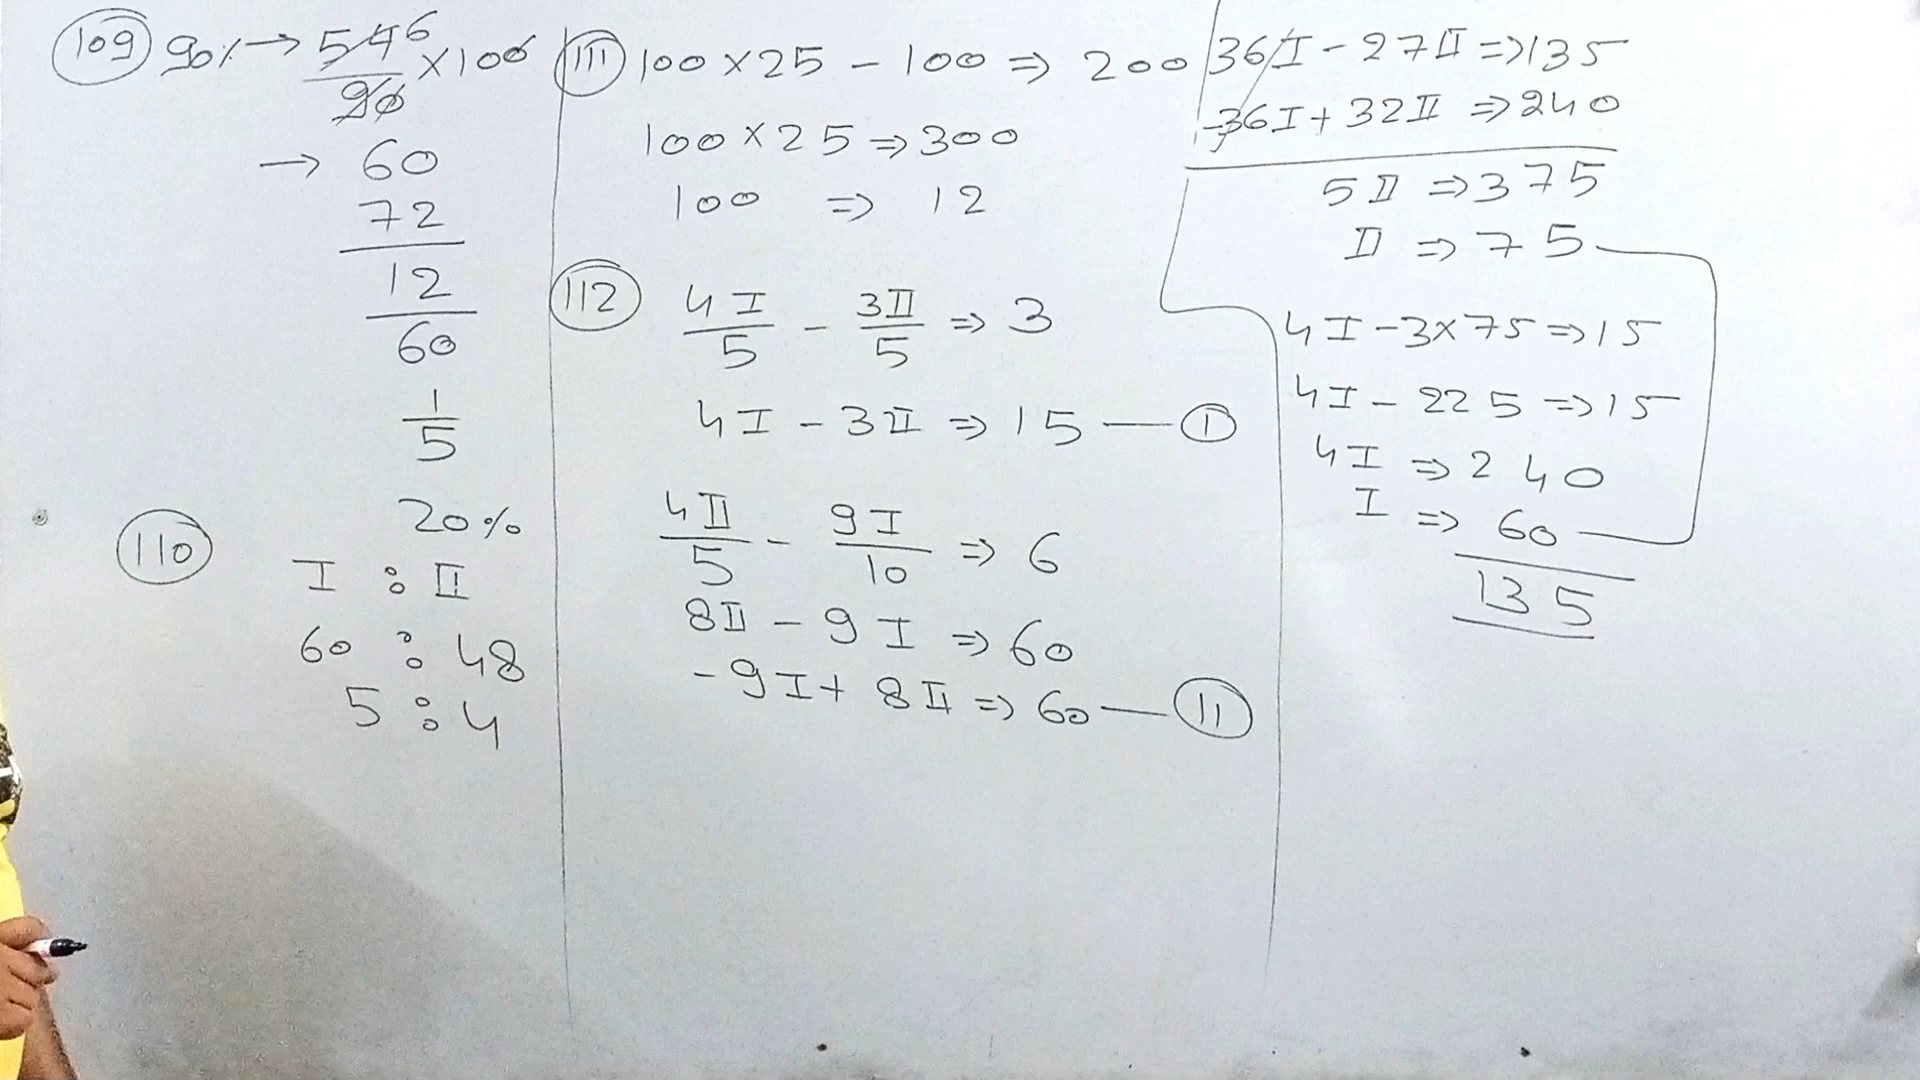 109 90% → 546/90 × 100
→ 60
72
12
60
1/5
20%
110
I : II
60 : 48
5 : 4
111 100 × 25 – 100 ⇒ 200
100 × 25 ⇒ 300
100 ⇒ 12
112 4I/5 – 3II/5 ⇒ 3
4I – 3II ⇒ 15 — I
4II/5 – 9I/10 ⇒ 6
8II – 9I ⇒ 60
–9I + 8II ⇒ 60 — II
36I – 27II ⇒ 135
–36I + 32II ⇒ 240
5II ⇒ 375
II ⇒ 75
4I – 3×75 ⇒ 15
4I – 225 ⇒ 15
4I ⇒ 240
I ⇒ 60
135